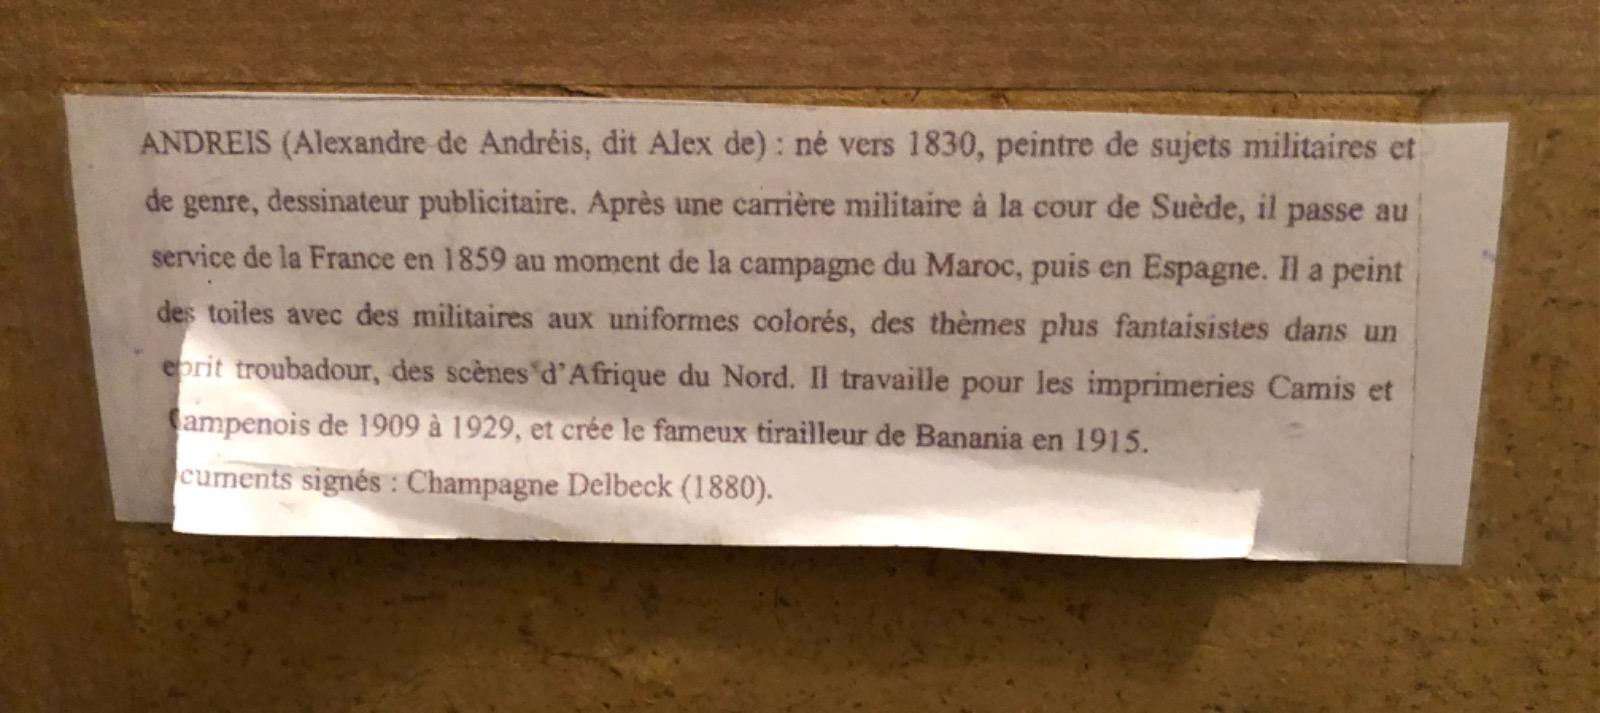 ANDREIS (Alexandre de Andréis, dit Alex de) : né vers 1830, peintre de sujets militaires et
de genre, dessinateur publicitaire. Après une carrière militaire à la cour de Suède, il passe au
service de la France en 1859 au moment de la campagne du Maroc, puis en Espagne. Il a peint
des toiles avec des militaires aux uniformes colorés, des thèmes plus fantaisistes dans un
eprit troubadour, des scènes d'Afrique du Nord. Il travaille pour les imprimeries Camis et
Campenois de 1909 à 1929, et crée le fameux tirailleur de Banania en 1915.
cuments signés : Champagne Delbeck (1880).